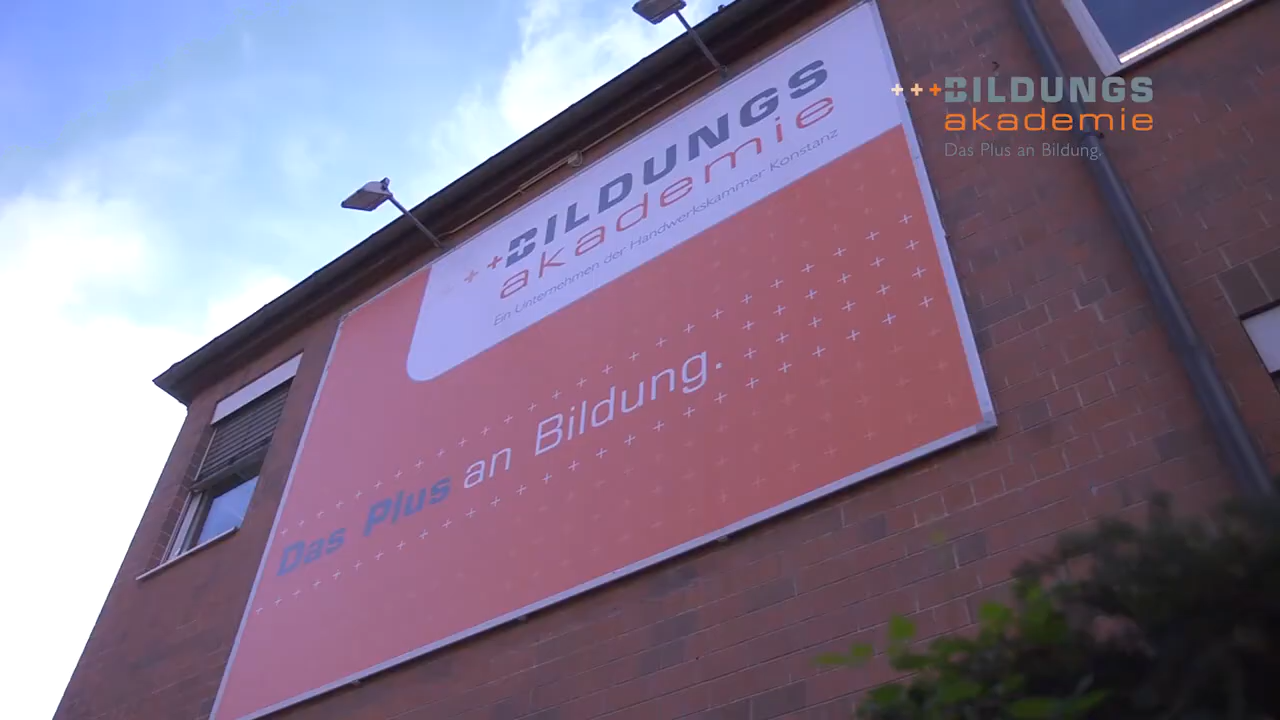 BILDUNGS
akademie
Ein Unternehmen der Handwerkskammer Konstanz
Das Plus an Bildung.
BILDUNGS
akademie
Das Plus an Bildung.